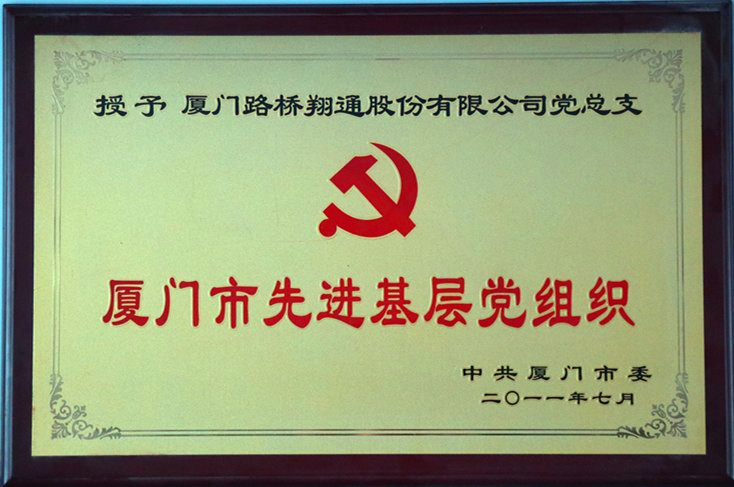 授予 厦门路桥翔通股份有限公司党总支
厦门市先进基层党组织
中共厦门市委
二〇一一年七月